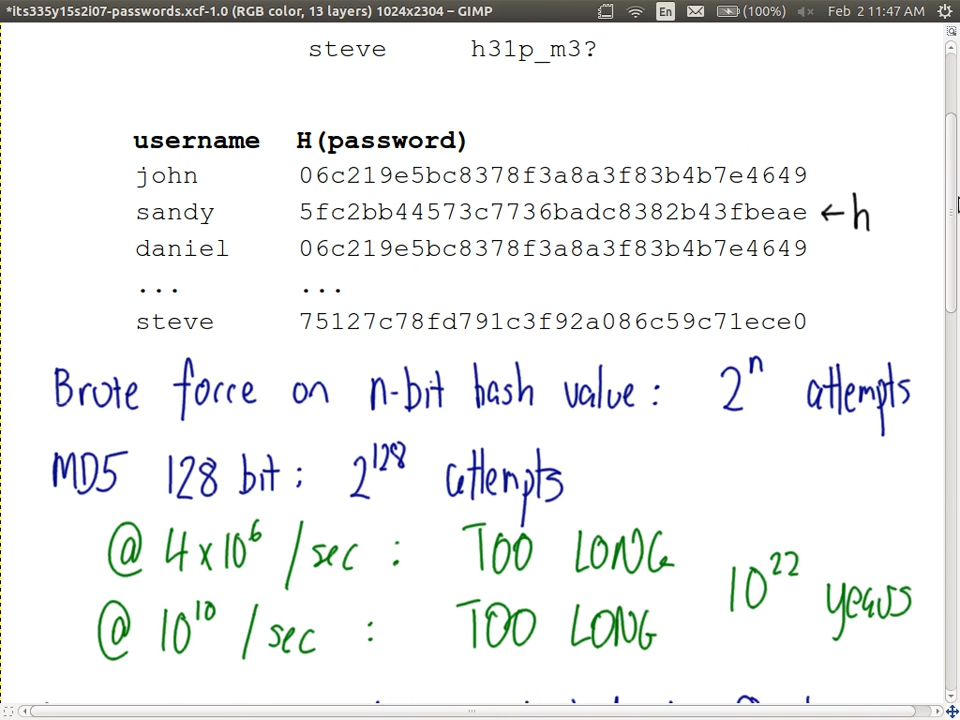 *its335y15s2i07-passwords.xcf-1.0 (RGB color, 13 layers) 1024x2304 – GIMP En (100%) Feb 2 11:47 AM
steve h31p_m3?
username H(password)
john 06c219e5bc8378f3a8a3f83b4b7e4649
sandy 5fc2bb44573c7736badc8382b43fbeae ← h
daniel 06c219e5bc8378f3a8a3f83b4b7e4649
... ...
steve 75127c78fd791c3f92a086c59c71ece0
Brute force on n-bit hash value : 2^n attempts
MD5 128 bit : 2^128 attempts
@ 4x10^6 /sec : TOO LONG
10^22 years
@ 10^10 /sec : TOO LONG